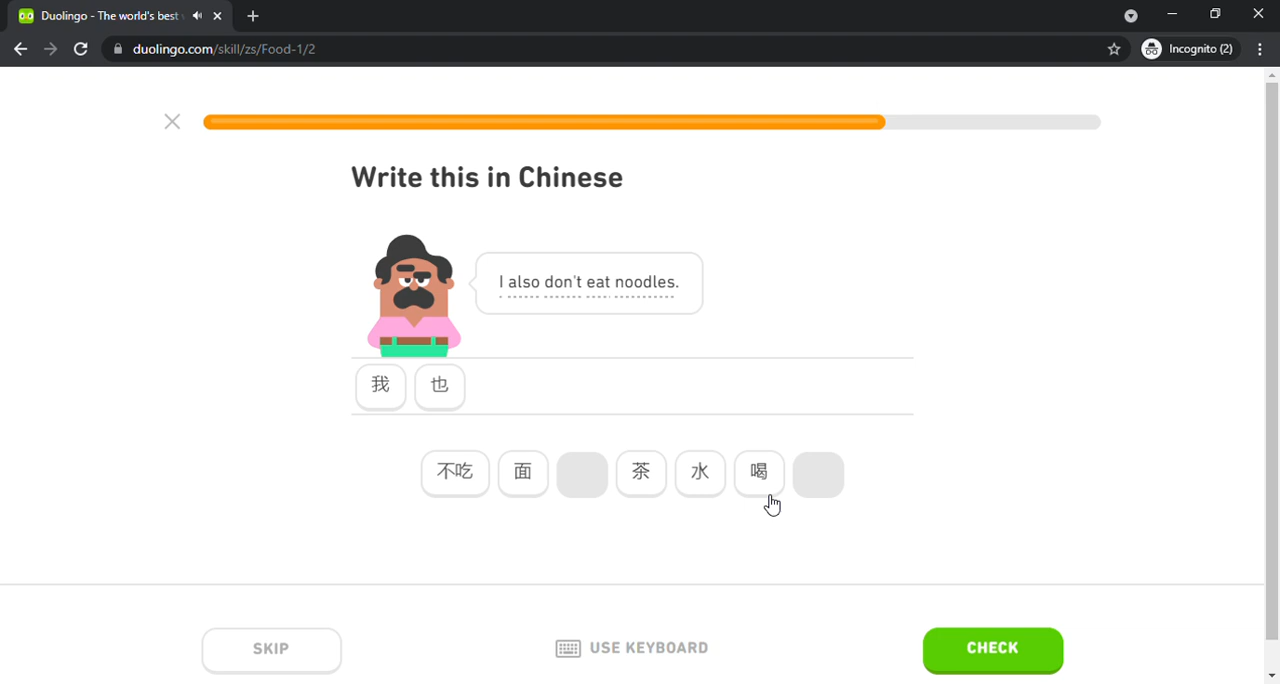 Duolingo - The world's best
duolingo.com/skill/zs/Food-1/2
Incognito (2)
Write this in Chinese
I also don't eat noodles.
我 也
不吃 面 茶 水 喝
SKIP
USE KEYBOARD
CHECK